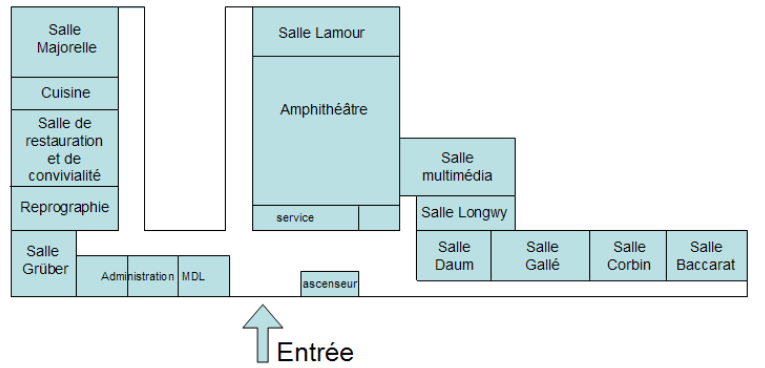 Salle
Majorelle
Cuisine
Salle de
restauration
et de
convivialité
Reprographie
Salle
Grüber
Administration
MDL
Salle Lamour
Amphithéâtre
service
ascenseur
Salle
multimédia
Salle Longwy
Salle
Daum
Salle
Gallé
Salle
Corbin
Salle
Baccarat
Entrée